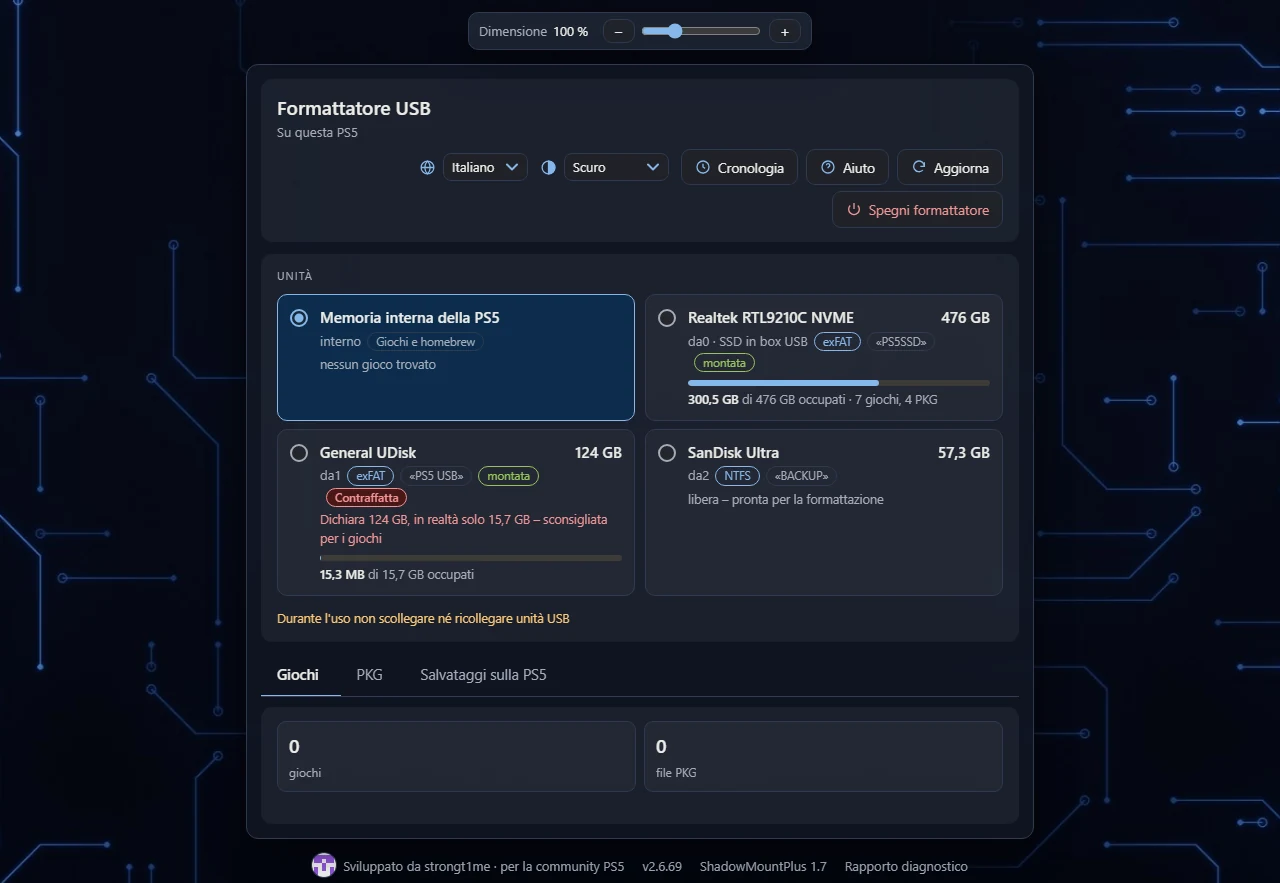 Dimensione 100 % − +
Formattatore USB
Su questa PS5
Italiano Scuro Cronologia Aiuto Aggiorna
Spegni formattatore
UNITÀ
Memoria interna della PS5
interno Giochi e homebrew
nessun gioco trovato
Realtek RTL9210C NVME 476 GB
da0 · SSD in box USB exFAT «PS5SSD»
montata
300,5 GB di 476 GB occupati · 7 giochi, 4 PKG
General UDisk 124 GB
da1 exFAT «PS5 USB» montata
Contraffatta
Dichiara 124 GB, in realtà solo 15,7 GB – sconsigliata
per i giochi
15,3 MB di 15,7 GB occupati
SanDisk Ultra 57,3 GB
da2 NTFS «BACKUP»
libera – pronta per la formattazione
Durante l'uso non scollegare né ricollegare unità USB
Giochi PKG Salvataggi sulla PS5
0
giochi
0
file PKG
Sviluppato da strongt1me · per la community PS5 v2.6.69 ShadowMountPlus 1.7 Rapporto diagnostico